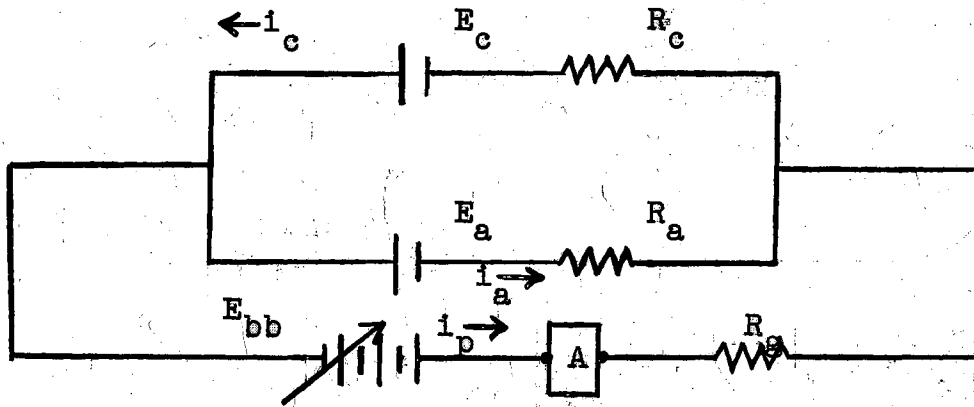 ←i_c E_c R_c
E_a R_a
i_a→
E_bb i_p→ R_g
A